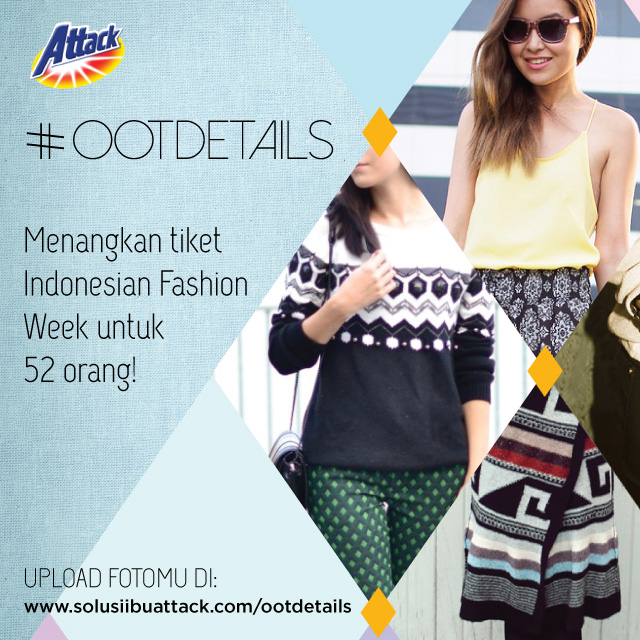 Attack
# OOTDETAILS
Menangkan tiket
Indonesian Fashion
Week untuk
52 orang!
UPLOAD FOTOMU DI:
www.solusiibuattack.com/ootdetails